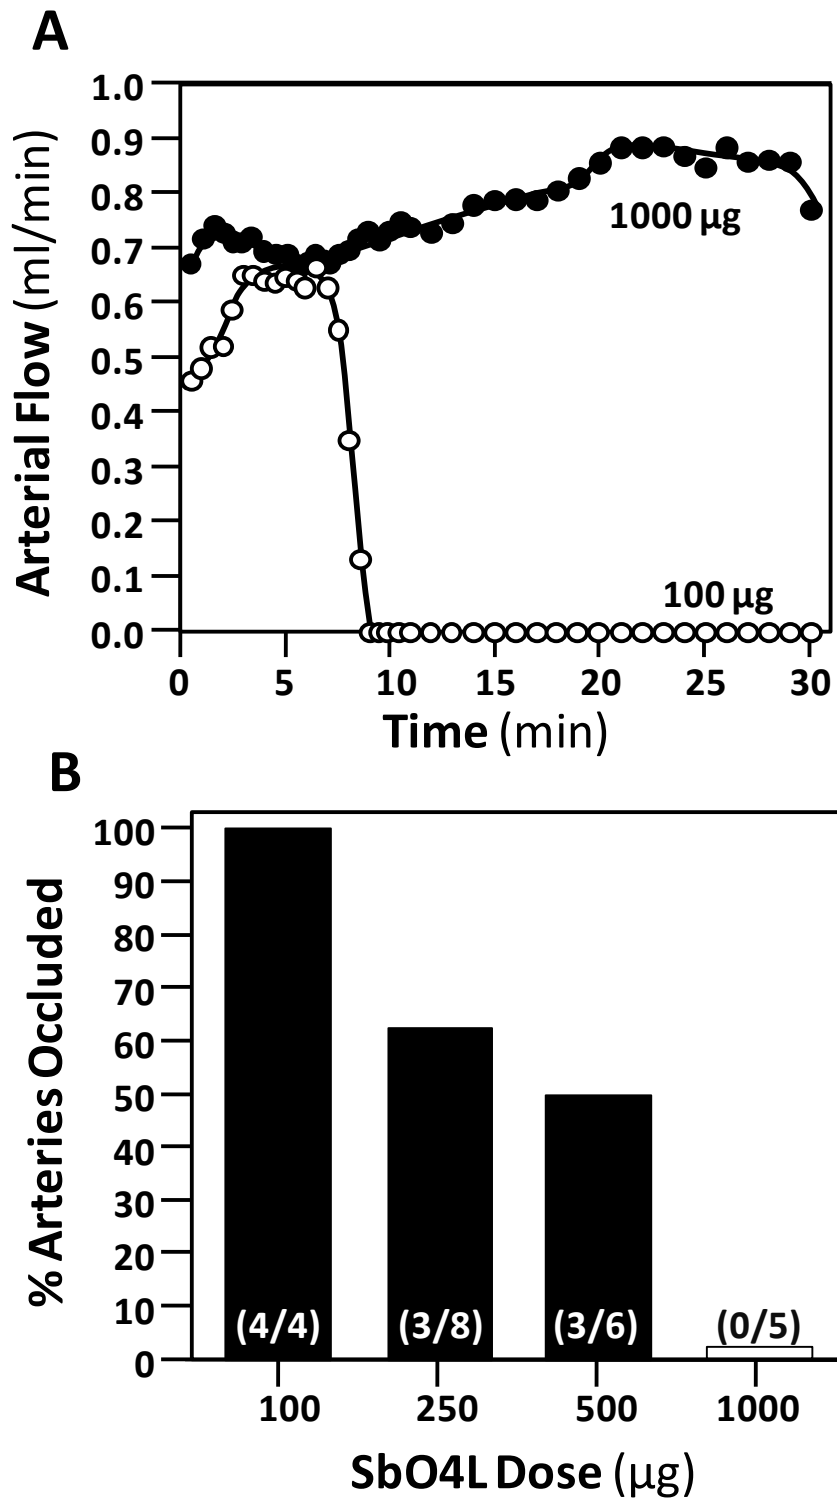 A
1.0
0.9
0.8
0.7
0.6
0.5
0.4
0.3
0.2
0.1
0.0
Arterial Flow (ml/min)
1000 µg
100 µg
0 5 10 15 20 25 30
Time (min)
B
100
90
80
70
60
50
40
30
20
10
0
% Arteries Occluded
(4/4) (3/8) (3/6) (0/5)
100 250 500 1000
SbO4L Dose (µg)